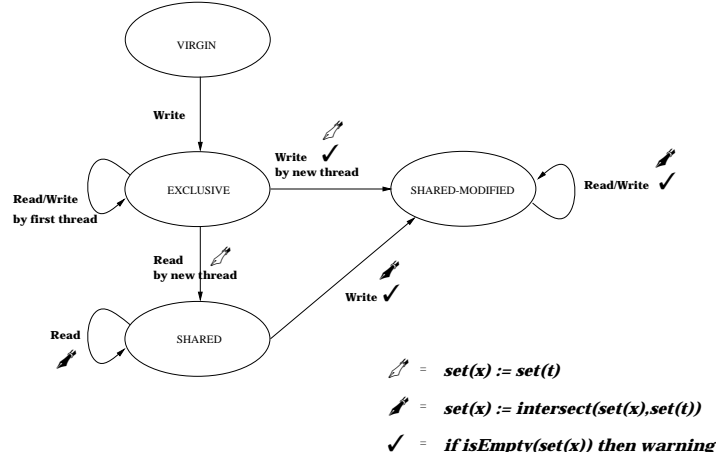 VIRGIN
Write
Write ✓
by new thread
EXCLUSIVE
SHARED-MODIFIED
Read/Write ✓
Read/Write
by first thread
Read
by new thread
Write ✓
Read
SHARED
= set(x) := set(t)
= set(x) := intersect(set(x),set(t))
✓ = if isEmpty(set(x)) then warning